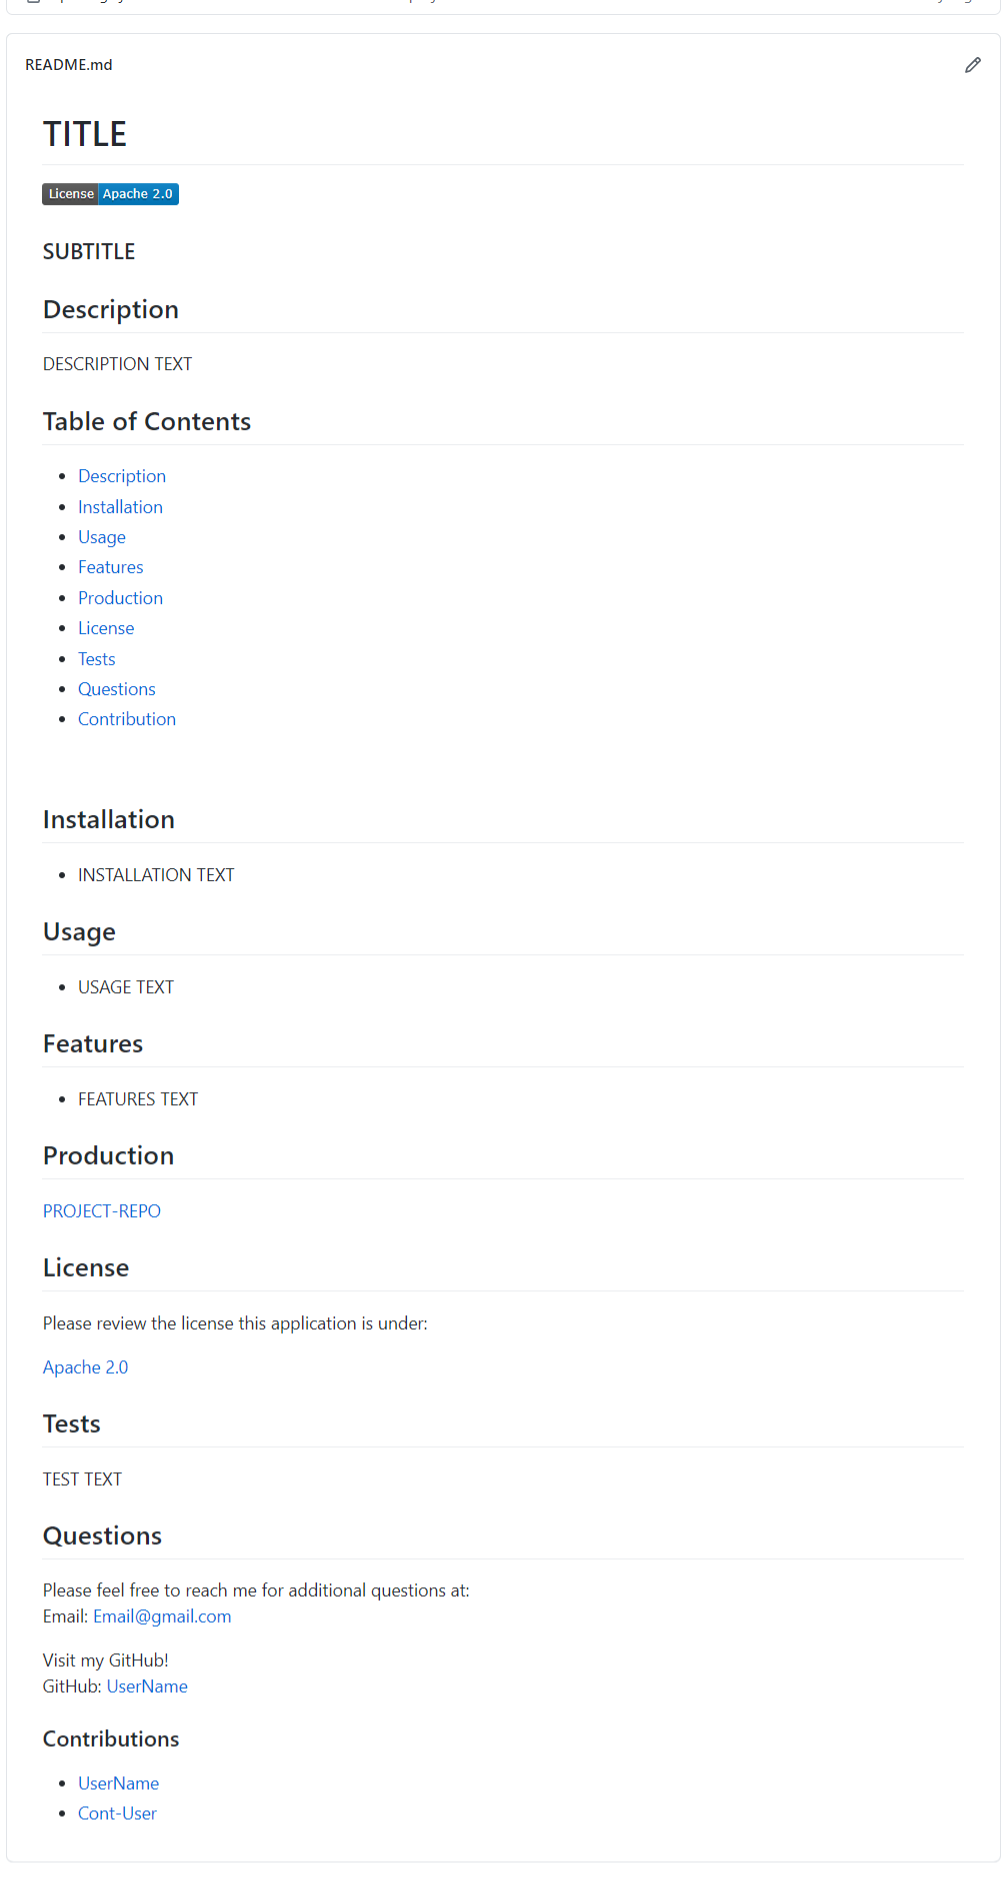 README.md
TITLE
License Apache 2.0
SUBTITLE
Description
DESCRIPTION TEXT
Table of Contents
• Description
• Installation
• Usage
• Features
• Production
• License
• Tests
• Questions
• Contribution
Installation
• INSTALLATION TEXT
Usage
• USAGE TEXT
Features
• FEATURES TEXT
Production
PROJECT-REPO
License
Please review the license this application is under:
Apache 2.0
Tests
TEST TEXT
Questions
Please feel free to reach me for additional questions at:
Email: Email@gmail.com
Visit my GitHub!
GitHub: UserName
Contributions
• UserName
• Cont-User